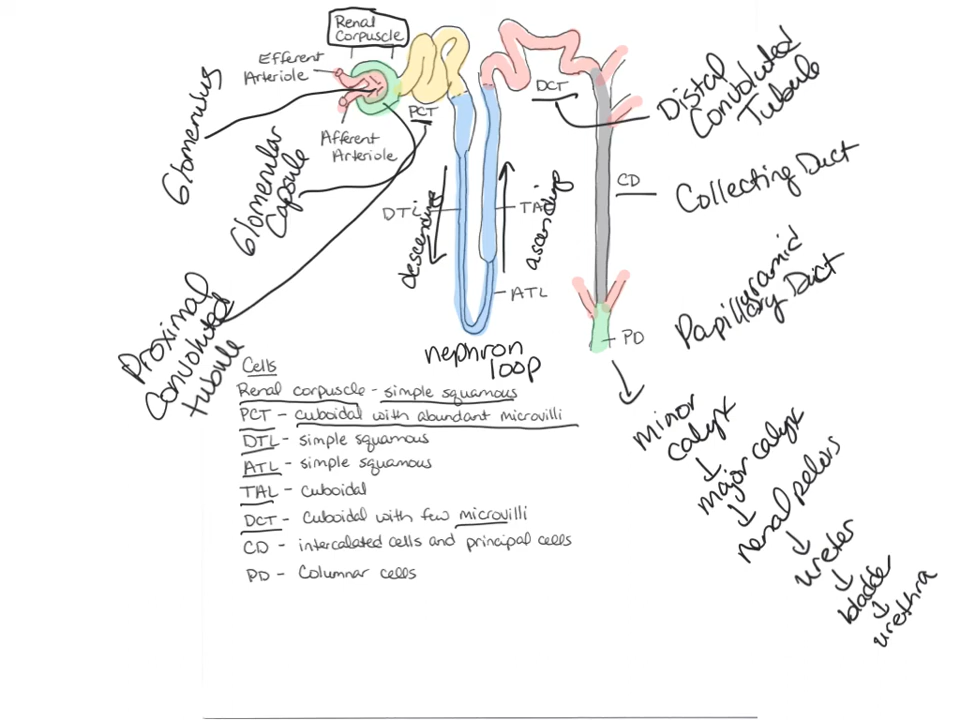 Renal
Corpuscle
Efferent
Arteriole
Afferent
Arteriole
Glomerulus
Glomerular
Capsule
Proximal
Convoluted
tubule
PCT
DTL
descending
TAL
ascending
ATL
nephron
loop
DCT
Distal
Convoluted
Tubule
CD
Collecting Duct
PD
Duct
minor
calyx
major calyx
renal
ureter
bladder
urethra
Cells
Renal corpuscle - simple squamous
PCT - cuboidal with abundant microvilli
DTL - simple squamous
ATL - simple squamous
TAL - cuboidal
DCT - cuboidal with few microvilli
CD - intercalated cells and principal cells
PD - Columnar cells